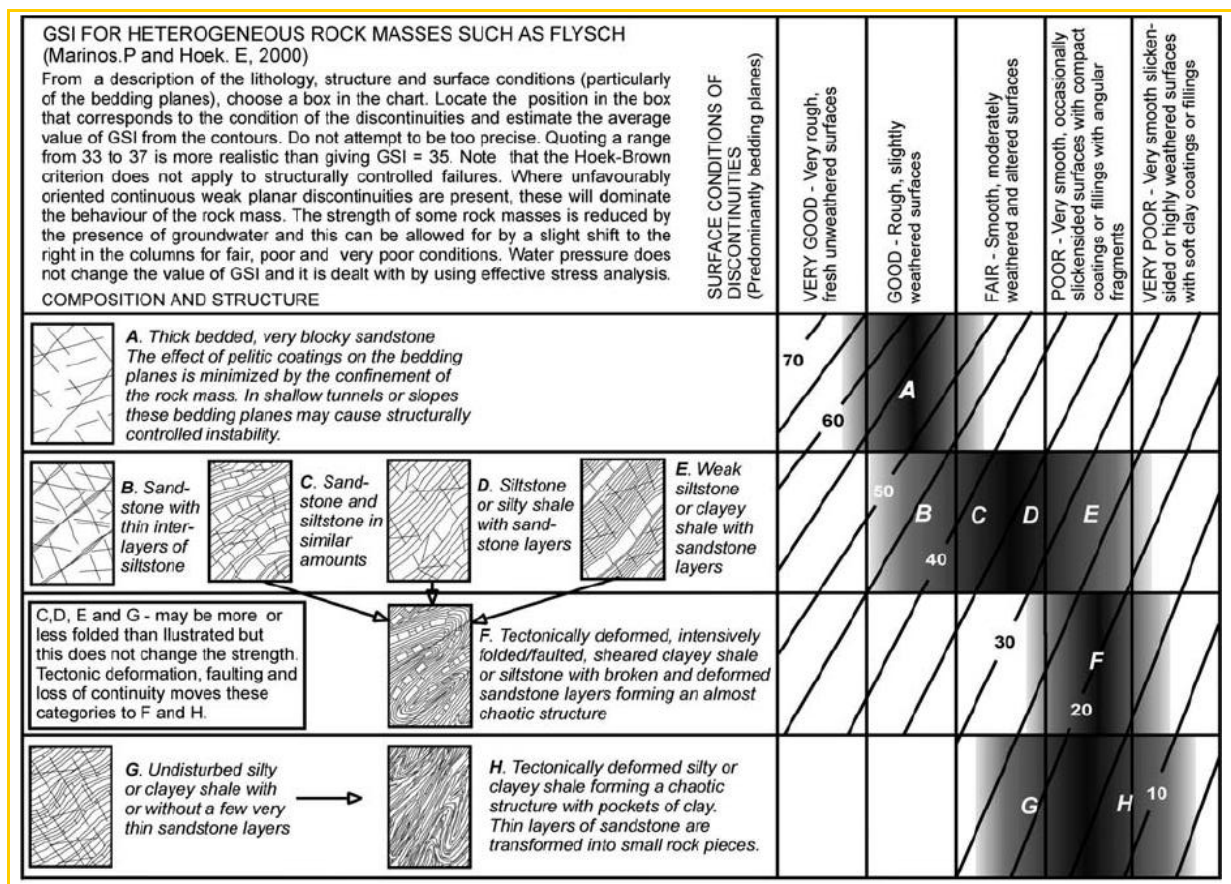 GSI FOR HETEROGENEOUS ROCK MASSES SUCH AS FLYSCH
(Marinos.P and Hoek. E, 2000)
From a description of the lithology, structure and surface conditions (particularly
of the bedding planes), choose a box in the chart. Locate the position in the box
that corresponds to the condition of the discontinuities and estimate the average
value of GSI from the contours. Do not attempt to be too precise. Quoting a range
from 33 to 37 is more realistic than giving GSI = 35. Note that the Hoek-Brown
criterion does not apply to structurally controlled failures. Where unfavourably
oriented continuous weak planar discontinuities are present, these will dominate
the behaviour of the rock mass. The strength of some rock masses is reduced by
the presence of groundwater and this can be allowed for by a slight shift to the
right in the columns for fair, poor and very poor conditions. Water pressure does
not change the value of GSI and it is dealt with by using effective stress analysis.
COMPOSITION AND STRUCTURE
SURFACE CONDITIONS OF
DISCONTINUITIES
(Predominantly bedding planes)
VERY GOOD - Very rough,
fresh unweathered surfaces
GOOD - Rough, slightly
weathered surfaces
FAIR - Smooth, moderately
weathered and altered surfaces
POOR - Very smooth, occasionally
slickensided surfaces with compact
coatings or fillings with angular
fragments
VERY POOR - Very smooth slicken-
sided or highly weathered surfaces
with soft clay coatings or fillings
A. Thick bedded, very blocky sandstone
The effect of pelitic coatings on the bedding
planes is minimized by the confinement of
the rock mass. In shallow tunnels or slopes
these bedding planes may cause structurally
controlled instability.
70
60
A
B. Sand-
stone with
thin inter-
layers of
siltstone
C. Sand-
stone and
siltstone in
similar
amounts
D. Siltstone
or silty shale
with sand-
stone layers
E. Weak
siltstone
or clayey
shale with
sandstone
layers
50
B
C
D
E
40
C,D, E and G - may be more or
less folded than llustrated but
this does not change the strength.
Tectonic deformation, faulting and
loss of continuity moves these
categories to F and H.
F. Tectonically deformed, intensively
folded/faulted, sheared clayey shale
or siltstone with broken and deformed
sandstone layers forming an almost
chaotic structure
30
F
20
G. Undisturbed silty
or clayey shale with
or without a few very
thin sandstone layers
H. Tectonically deformed silty or
clayey shale forming a chaotic
structure with pockets of clay.
Thin layers of sandstone are
transformed into small rock pieces.
G
H
10